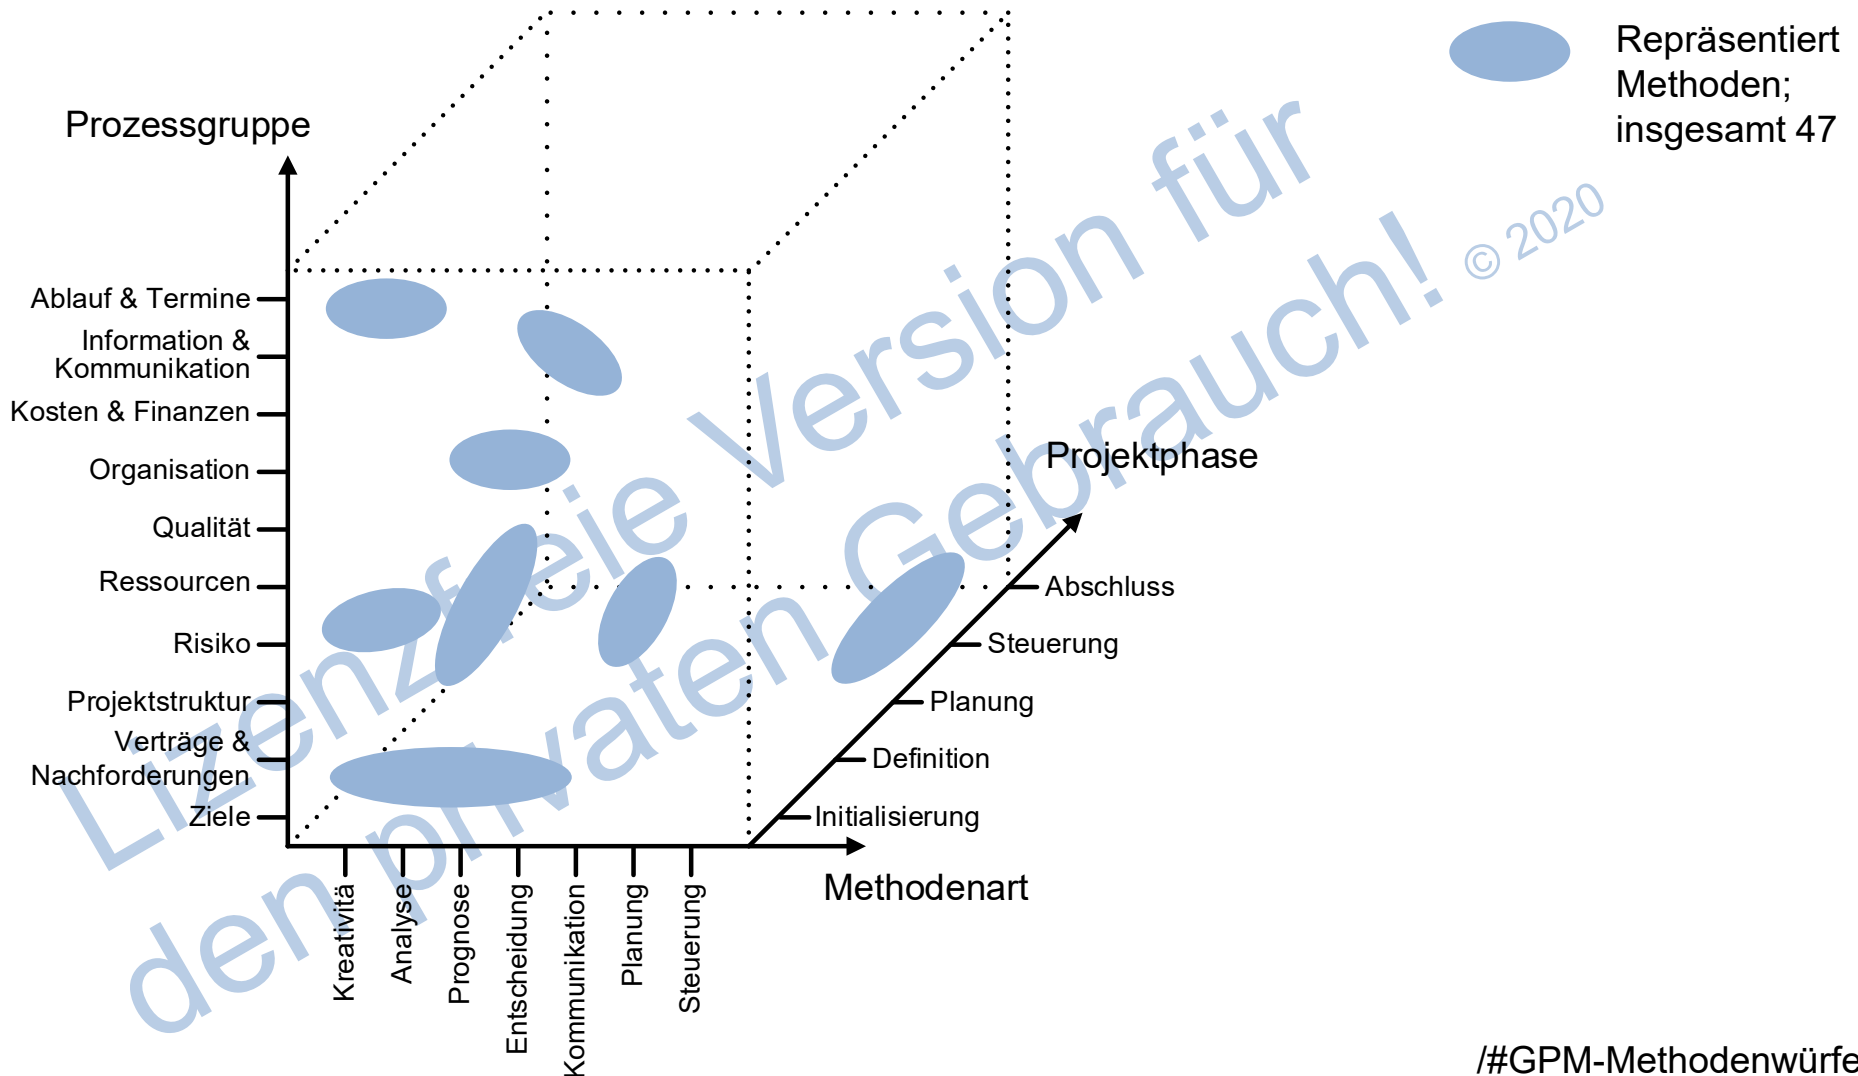 Repräsentiert
Methoden;
insgesamt 47
Prozessgruppe
Ablauf & Termine
Information &
Kommunikation
Kosten & Finanzen
Organisation
Qualität
Ressourcen
Risiko
Projektstruktur
Verträge &
Nachforderungen
Ziele
Projektphase
Abschluss
Steuerung
Planung
Definition
Initialisierung
Methodenart
Kreativitä
Analyse
Prognose
Entscheidung
Kommunikation
Planung
Steuerung
Lizenzfreie Version für
den privaten Gebrauch! © 2020
/#GPM-Methodenwürfe